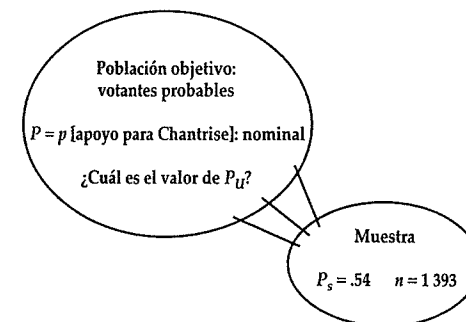 Población objetivo:
votantes probables
P = p [apoyo para Chantrise]: nominal
¿Cuál es el valor de P_U?
Muestra
P_s = .54 n = 1 393